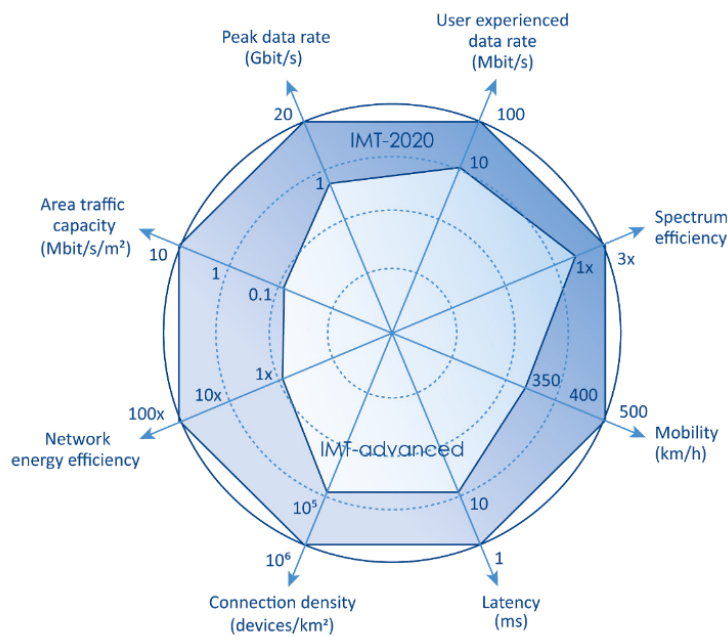 Peak data rate
(Gbit/s)
User experienced
data rate
(Mbit/s)
20
100
IMT-2020
10
1
Area traffic
capacity
(Mbit/s/m²)
Spectrum
efficiency
10
1
0.1
1x
3x
1x
10x
100x
350
400
500
Network
energy efficiency
Mobility
(km/h)
IMT-advanced
10⁵
10
10⁶
1
Connection density
(devices/km²)
Latency
(ms)